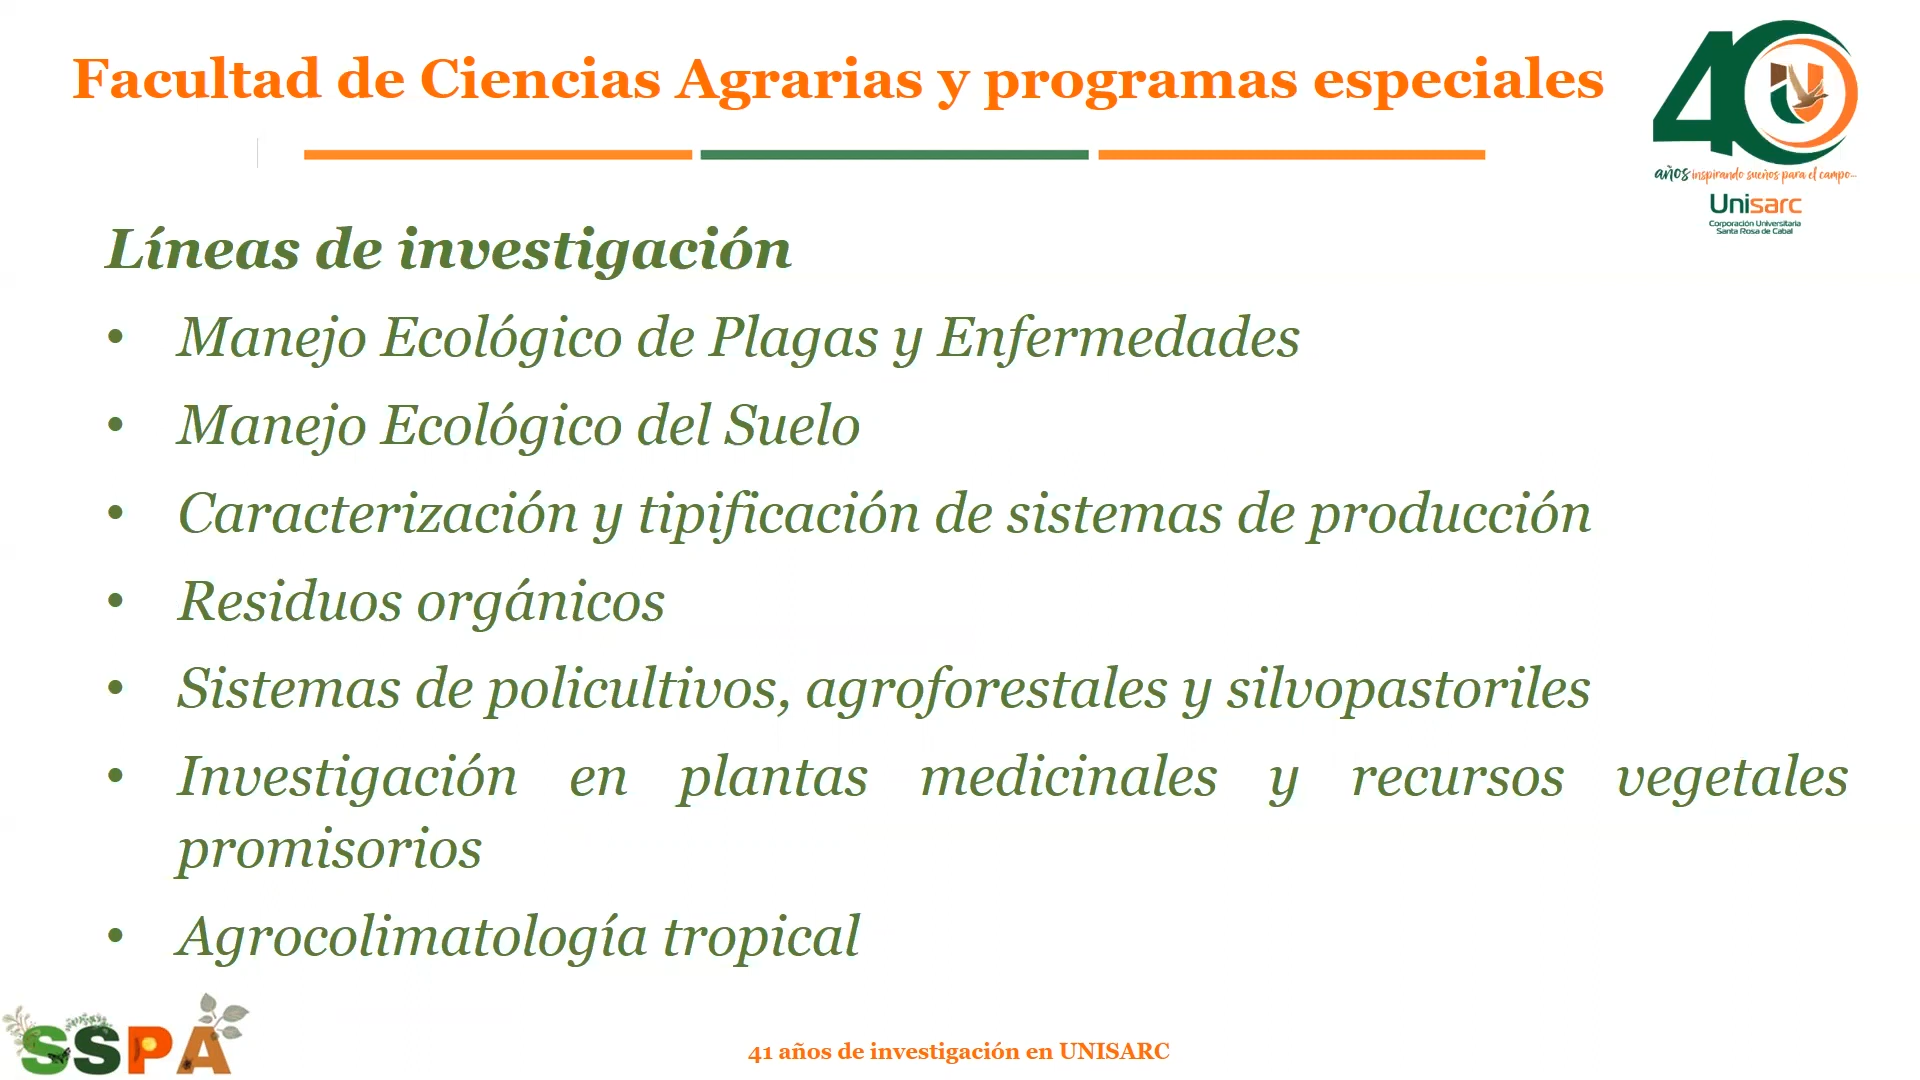 Facultad de Ciencias Agrarias y programas especiales
40
años inspirando sueños para el campo...
Unisarc
Corporación Universitaria
Santa Rosa de Cabal
Líneas de investigación
• Manejo Ecológico de Plagas y Enfermedades
• Manejo Ecológico del Suelo
• Caracterización y tipificación de sistemas de producción
• Residuos orgánicos
• Sistemas de policultivos, agroforestales y silvopastoriles
• Investigación en plantas medicinales y recursos vegetales
promisorios
• Agrocolimatología tropical
SSPA
41 años de investigación en UNISARC